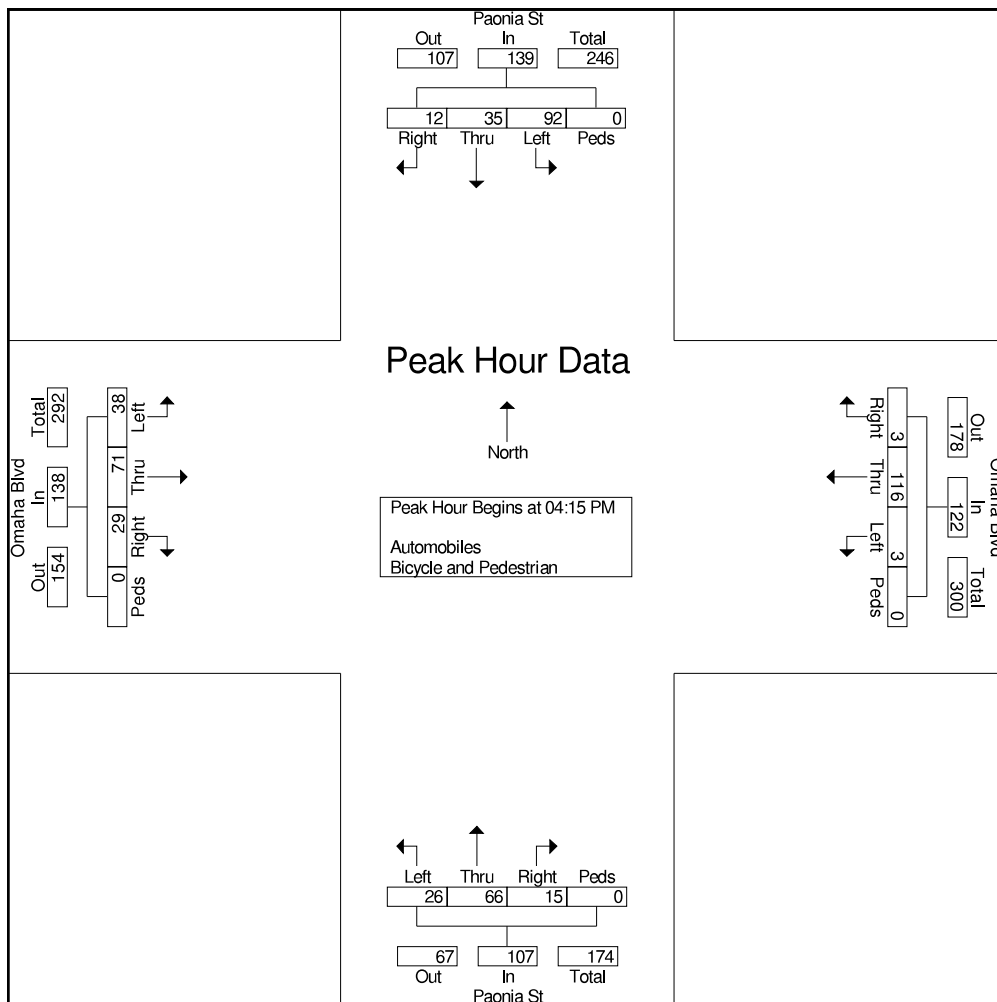 Paonia St
Out In Total
107 139 246
12 35 92 0
Right Thru Left Peds
Peak Hour Data
North
Peak Hour Begins at 04:15 PM
Automobiles
Bicycle and Pedestrian
Omaha Blvd
Out In Total
154 138 292
38 71 29 0
Left Thru Right Peds
Omaha Blvd
Out In Total
178 122 300
3 116 3 0
Right Thru Left Peds
Left Thru Right Peds
26 66 15 0
67 107 174
Out In Total
Paonia St